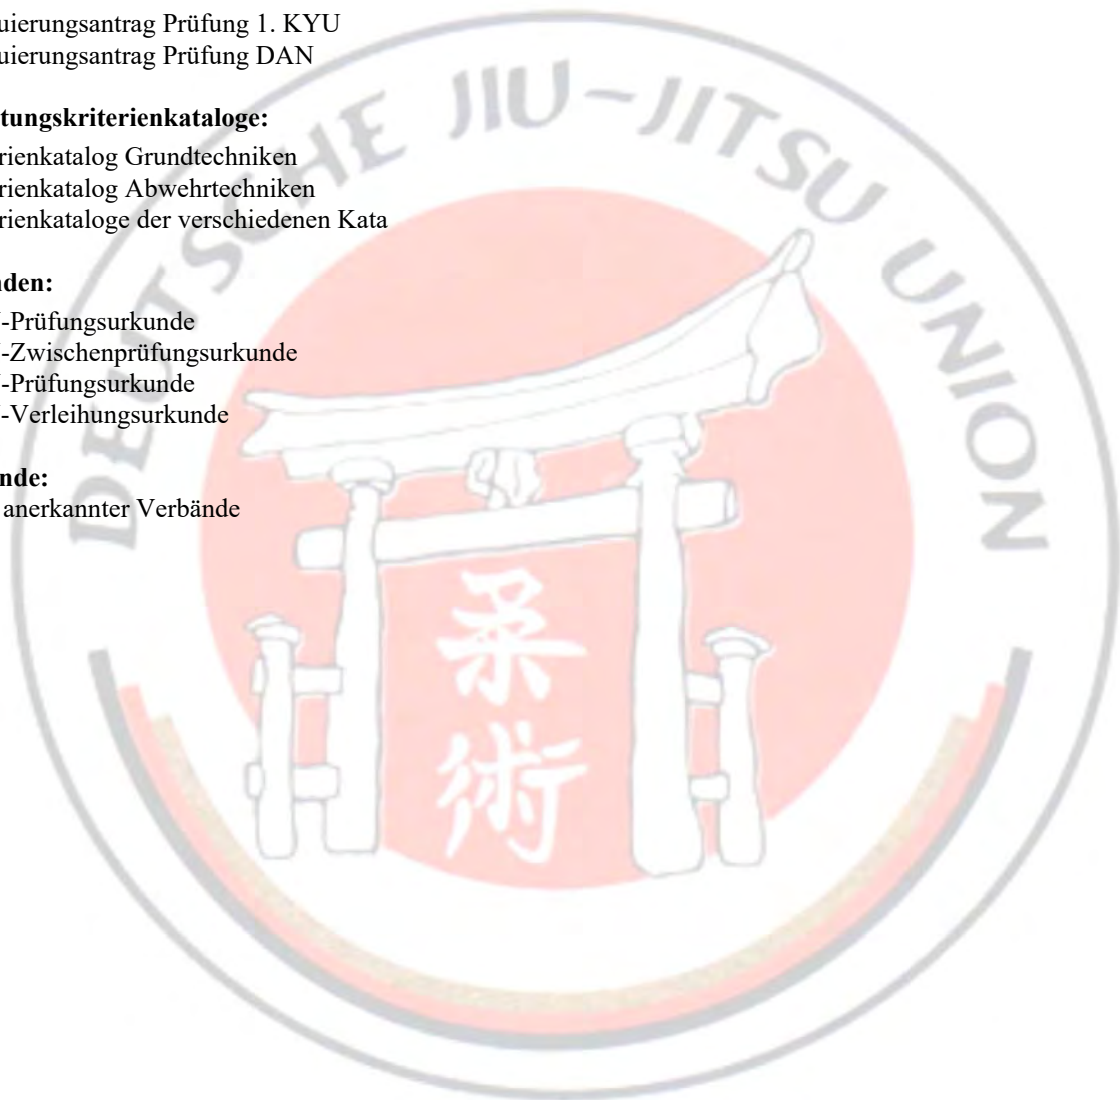 uierungsantrag Prüfung 1. KYU
uierungsantrag Prüfung DAN
tungskriterienkataloge:
rienkatalog Grundtechniken
rienkatalog Abwehrtechniken
rienkataloge der verschiedenen Kata
nden:
-Prüfungsurkunde
-Zwischenprüfungsurkunde
-Prüfungsurkunde
-Verleihungsurkunde
nde:
anerkannter Verbände
DEUTSCHE JIU-JITSU UNION
柔
術